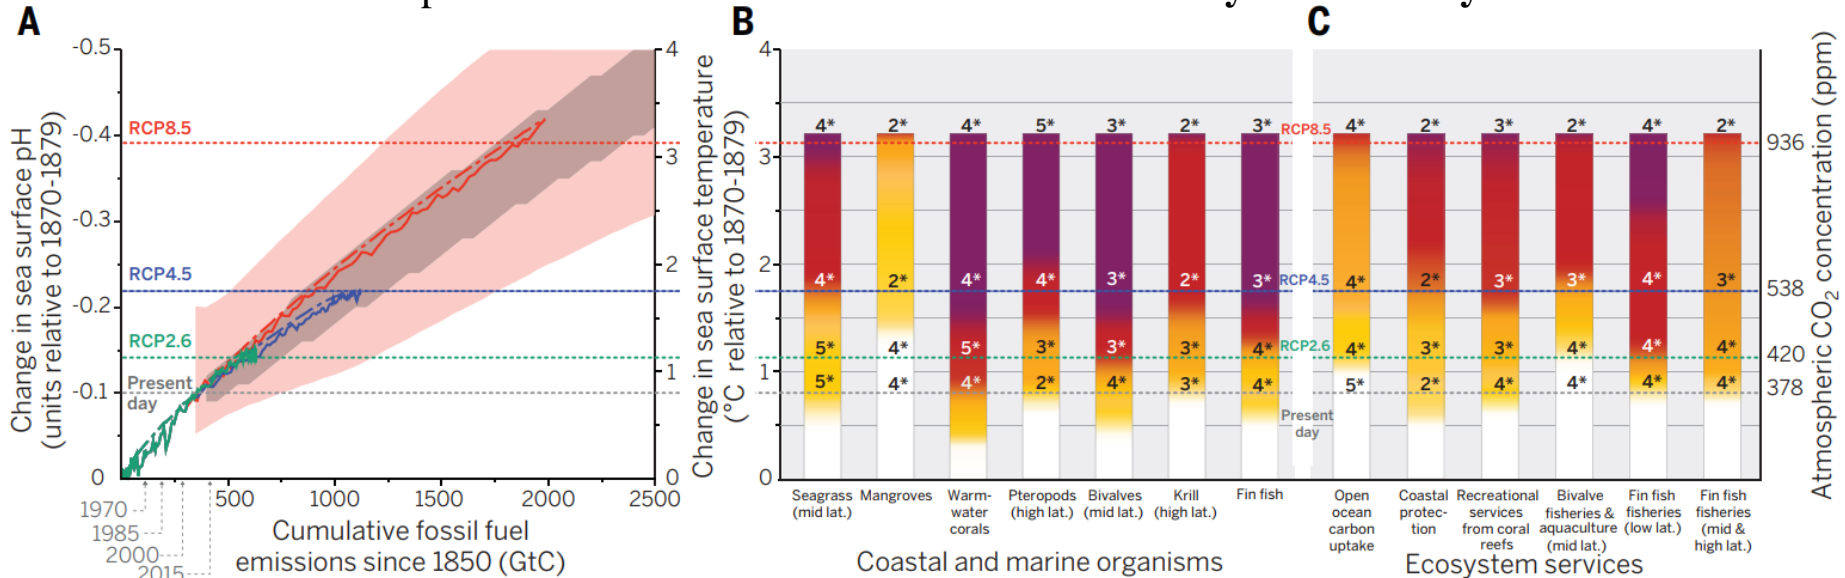 A
Change in sea surface pH
(units relative to 1870-1879)
-0.5
-0.4
-0.3
-0.2
-0.1
0
RCP8.5
RCP4.5
RCP2.6
Present
day
4
3
2
1
0
Change in sea surface temperature
(°C relative to 1870-1879)
500
1000
1500
2000
2500
1970
1985
2000
2015
Cumulative fossil fuel
emissions since 1850 (GtC)
B
4
3
2
1
0
4* 2* 4* 5* 3* 2* 3*
4* 2* 4* 4* 3* 2* 3*
5* 4* 5* 3* 3* 3* 4*
5* 4* 4* 2* 4* 3* 4*
RCP8.5
RCP4.5
RCP2.6
Present
day
Seagrass
(mid lat.)
Mangroves
Warm-
water
corals
Pteropods
(high lat.)
Bivalves
(mid lat.)
Krill
(high lat.)
Fin fish
Coastal and marine organisms
C
4* 2* 3* 2* 4* 2*
4* 2* 3* 3* 4* 3*
4* 3* 3* 4* 4* 4*
5* 2* 4* 4* 4* 4*
936
538
420
378
Atmospheric CO2 concentration (ppm)
Open
ocean
carbon
uptake
Coastal
protec-
tion
Recreational
services
from coral
reefs
Bivalve
fisheries &
aquaculture
(mid lat.)
Fin fish
fisheries
(low lat.)
Fin fish
fisheries
(mid &
high lat.)
Ecosystem services